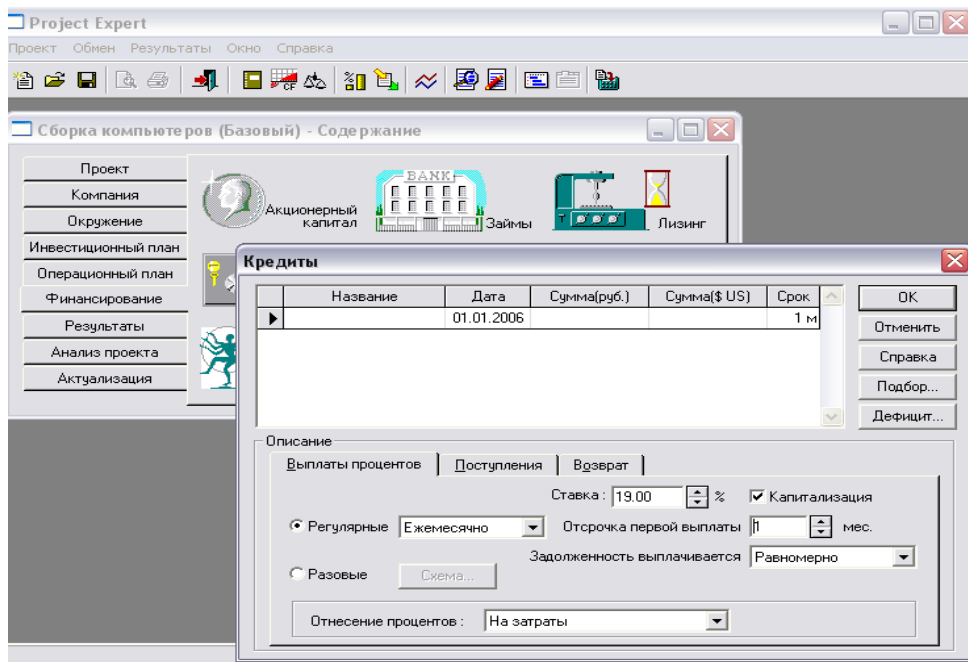 Project Expert
Проект Обмен Результаты Окно Справка
CF
Сборка компьютеров (Базовый) - Содержание
Проект
Компания
Окружение
Инвестиционный план
Операционный план
Финансирование
Результаты
Анализ проекта
Актуализация
Акционерный
капитал
BANK
Займы
Лизинг
Кредиты
Название Дата Сумма(руб.) Сумма($ US) Срок
01.01.2006 1 м
OK
Отменить
Справка
Подбор...
Дефицит...
Описание
Выплаты процентов Поступления Возврат
Ставка : 19.00 % Капитализация
Регулярные Ежемесячно Отсрочка первой выплаты 1 мес.
Задолженность выплачивается Равномерно
Разовые Схема...
Отнесение процентов : На затраты